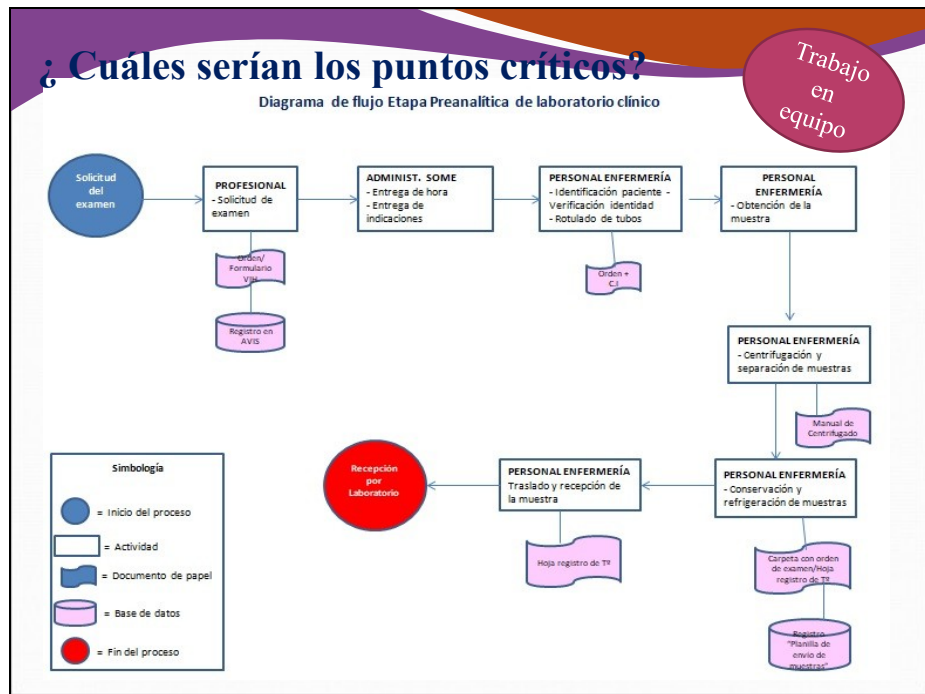 ¿ Cuáles serían los puntos críticos?
Trabajo
en
equipo
Diagrama de flujo Etapa Preanalítica de laboratorio clínico
Solicitud
del
examen
PROFESIONAL
- Solicitud de
examen
Orden/
Formulario
VIH
Registro en
AVIS
ADMINIST. SOME
- Entrega de hora
- Entrega de
indicaciones
PERSONAL ENFERMERÍA
- Identificación paciente -
Verificación identidad
- Rotulado de tubos
Orden +
C.I
PERSONAL
ENFERMERÍA
- Obtención de la
muestra
PERSONAL ENFERMERÍA
- Centrifugación y
separación de muestras
Manual de
Centrifugado
PERSONAL ENFERMERÍA
- Conservación y
refrigeración de muestras
Carpeta con orden
de examen/Hoja
registro de Tº
Registro
"Planilla de
envío de
muestras"
PERSONAL ENFERMERÍA
Traslado y recepción de
la muestra
Hoja registro de Tº
Recepción
por
Laboratorio
Simbología
= Inicio del proceso
= Actividad
= Documento de papel
= Base de datos
= Fin del proceso